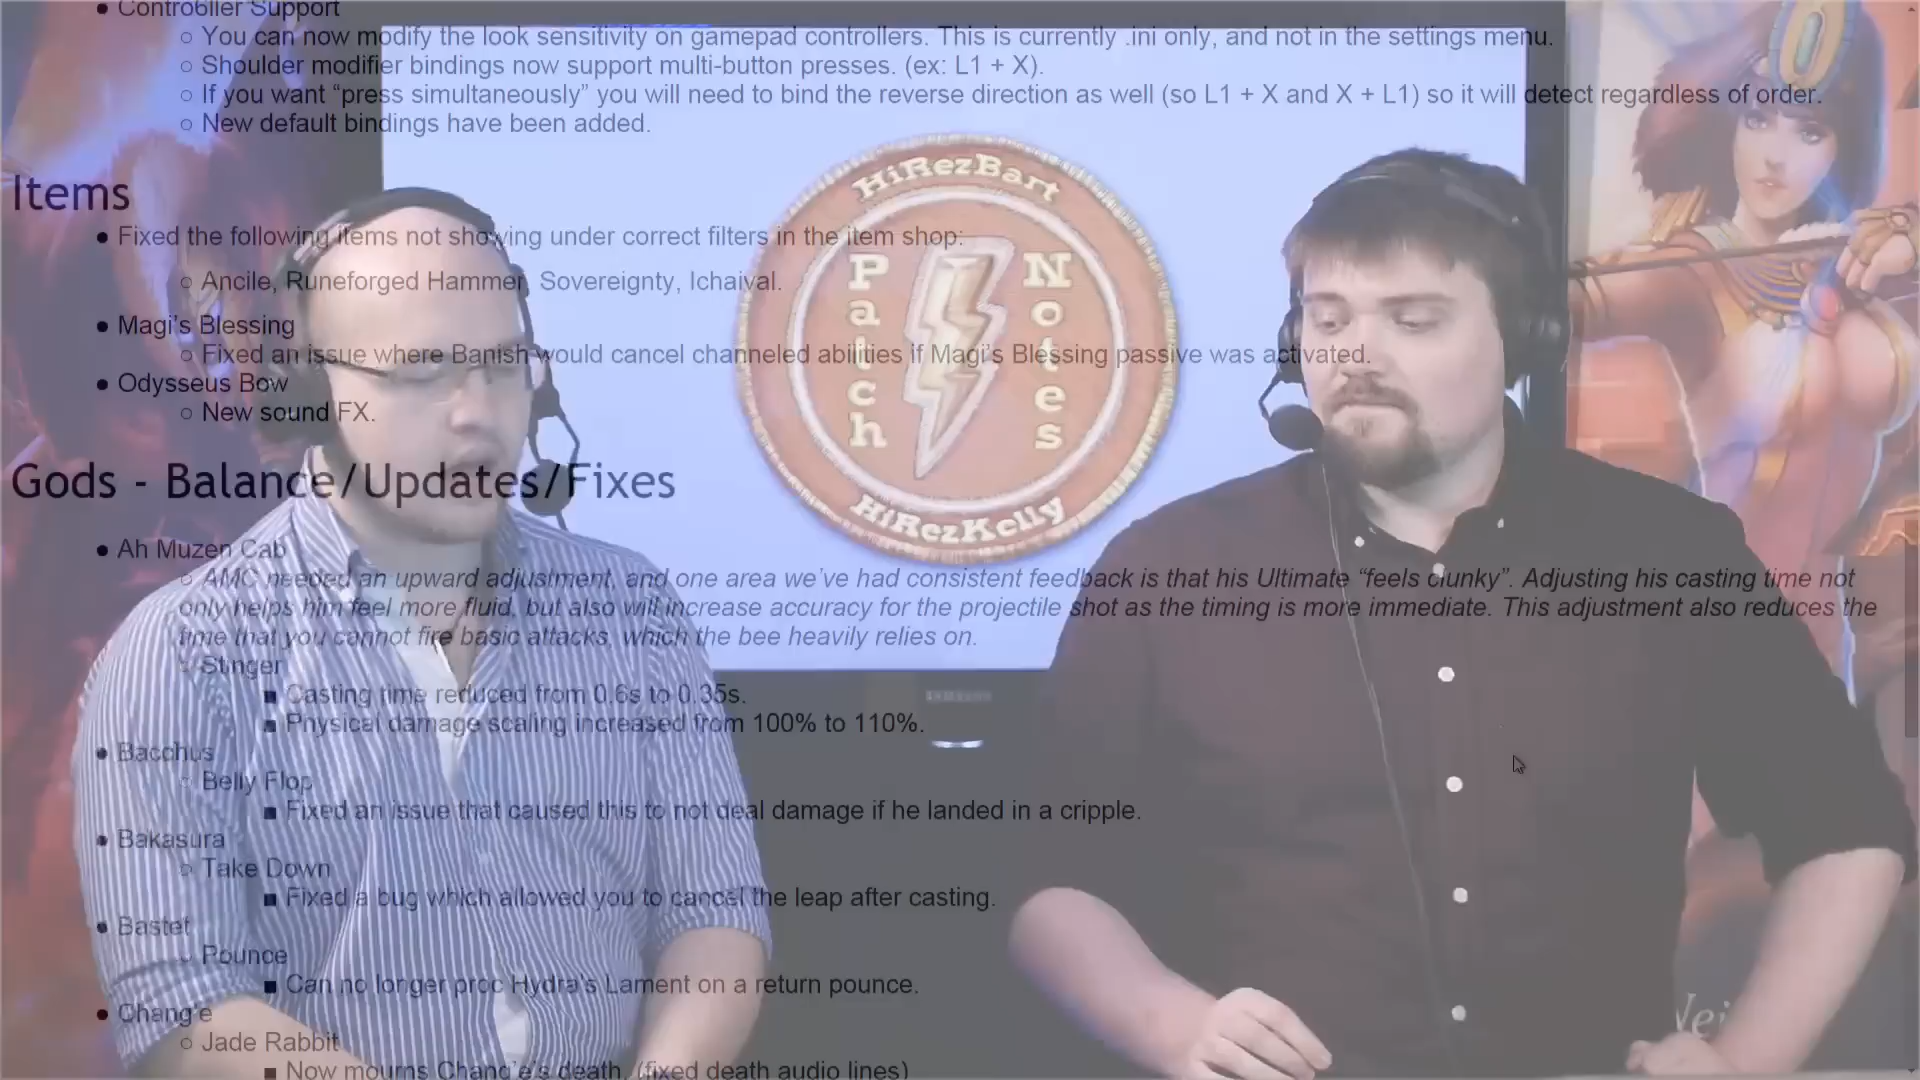 Contro6ller Support
You can now modify the look sensitivity on gamepad controllers. This is currently .ini only, and not in the settings menu.
Shoulder modifier bindings now support multi-button presses. (ex: L1 + X).
If you want “press simultaneously” you will need to bind the reverse direction as well (so L1 + X and X + L1) so it will detect regardless of order.
New default bindings have been added.
Items
Fixed the following items not showing under correct filters in the item shop:
Ancile, Runeforged Hammer, Sovereignty, Ichaival.
Magi’s Blessing
Fixed an issue where Banish would cancel channeled abilities if Magi’s Blessing passive was activated.
Odysseus Bow
New sound FX.
Gods - Balance/Updates/Fixes
Ah Muzen Cab
AMC needed an upward adjustment, and one area we’ve had consistent feedback is that his Ultimate “feels clunky”. Adjusting his casting time not
only helps him feel more fluid, but also will increase accuracy for the projectile shot as the timing is more immediate. This adjustment also reduces the
time that you cannot fire basic attacks, which the bee heavily relies on.
Stinger
Casting time reduced from 0.6s to 0.35s.
Physical damage scaling increased from 100% to 110%.
Bacchus
Belly Flop
Fixed an issue that caused this to not deal damage if he landed in a cripple.
Bakasura
Take Down
Fixed a bug which allowed you to cancel the leap after casting.
Bastet
Pounce
Can no longer proc Hydra’s Lament on a return pounce.
Chang’e
Jade Rabbit
Now mourns Chang’e’s death. (fixed death audio lines)
HiRezBart
Patch
Notes
HiRezKelly
SAMSUNG